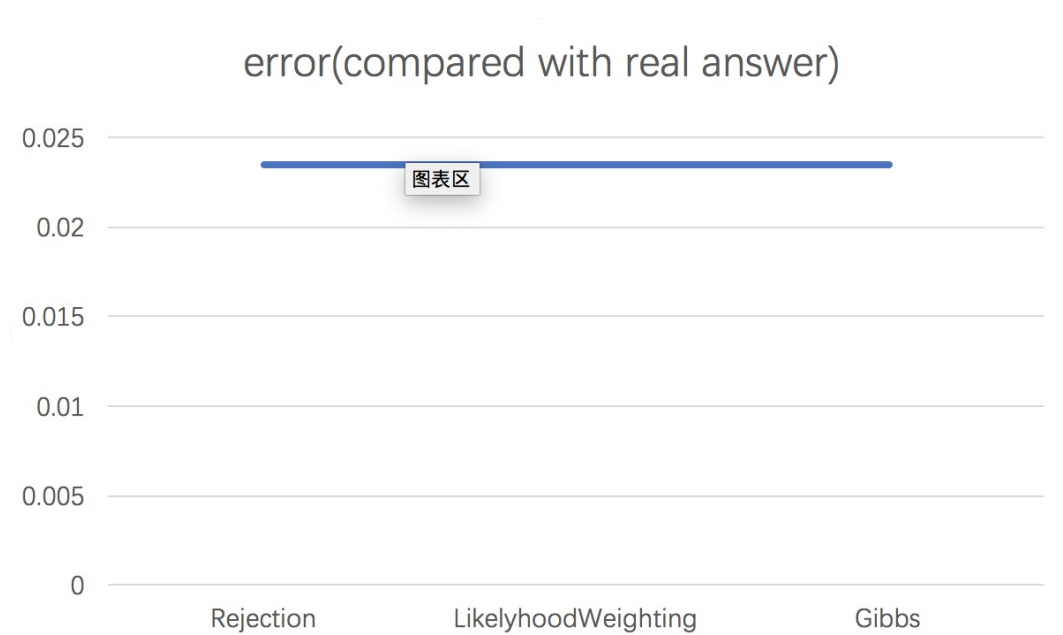 error(compared with real answer)
0.025
图表区
0.02
0.015
0.01
0.005
0
Rejection LikelyhoodWeighting Gibbs